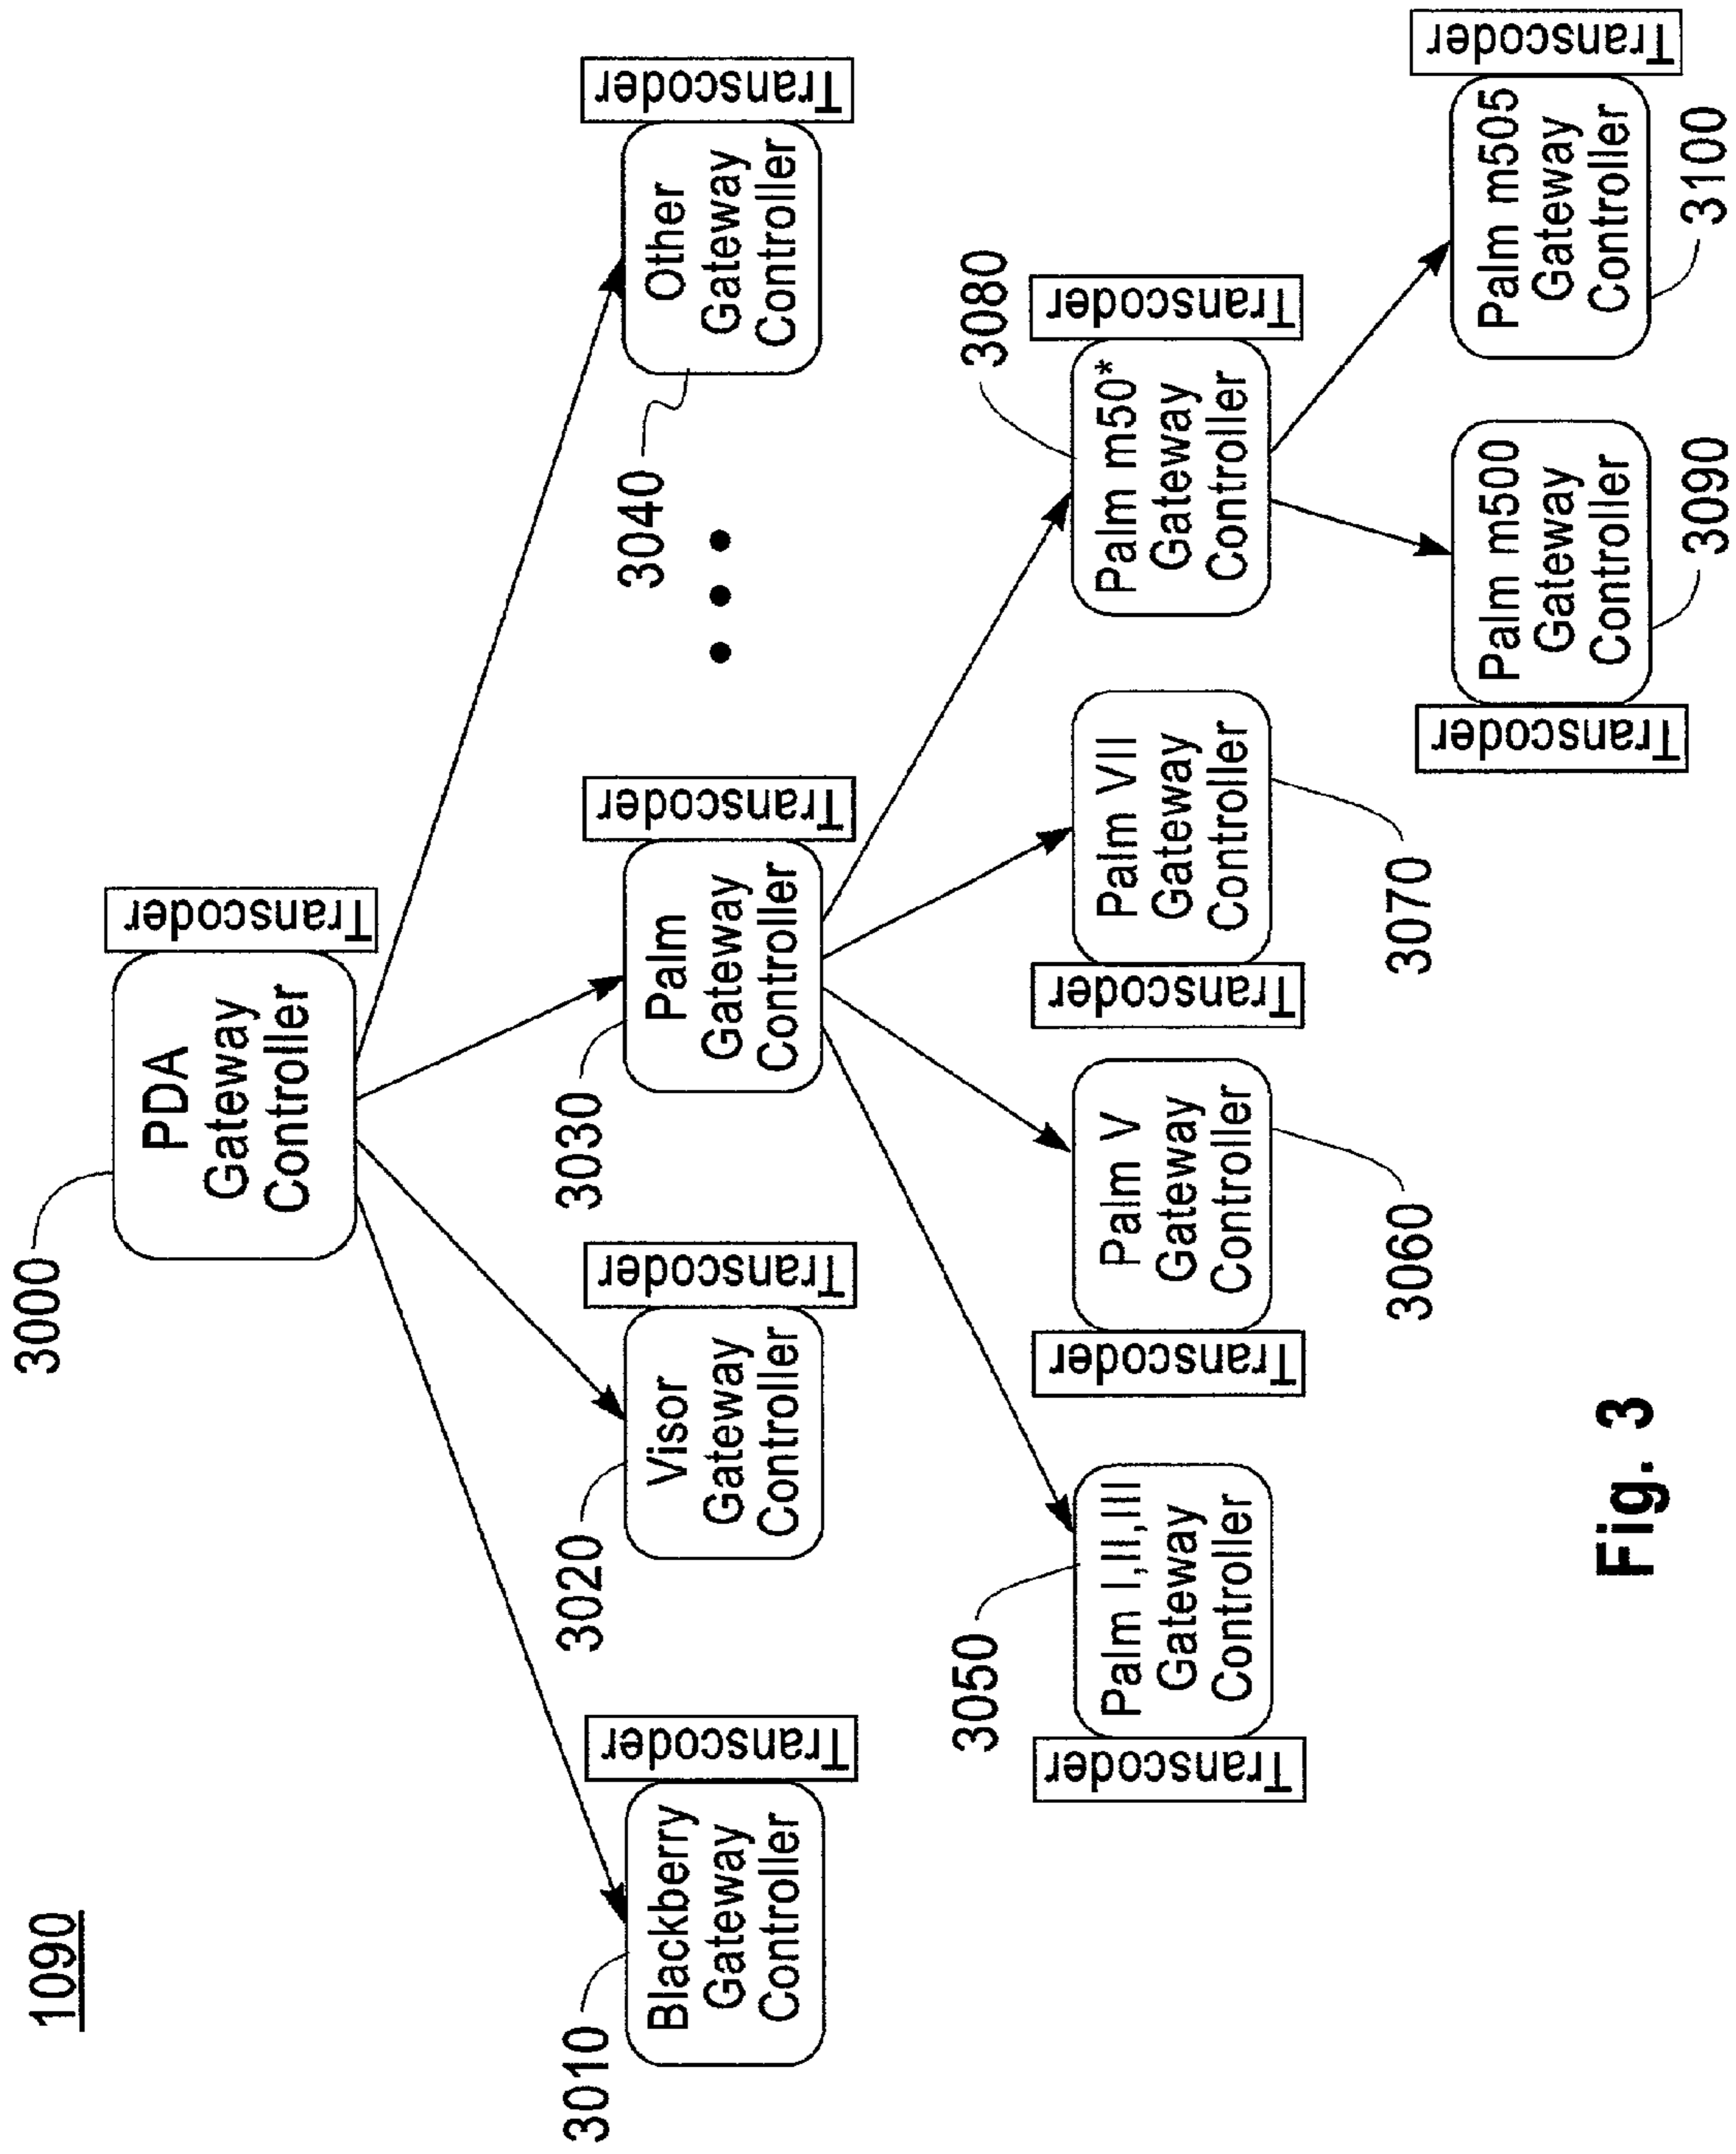 1090
3000
PDA
Gateway
Controller
Transcoder
3010
Blackberry
Gateway
Controller
Transcoder
3020
Visor
Gateway
Controller
Transcoder
3030
Palm
Gateway
Controller
Transcoder
3040
Other
Gateway
Controller
Transcoder
3050
Transcoder
Palm I,II,III
Gateway
Controller
Transcoder
Palm V
Gateway
Controller
3060
Transcoder
Palm VII
Gateway
Controller
3070
3080
Palm m50*
Gateway
Controller
Transcoder
Transcoder
Palm m500
Gateway
Controller
3090
Palm m505
Gateway
Controller
Transcoder
3100
Fig. 3